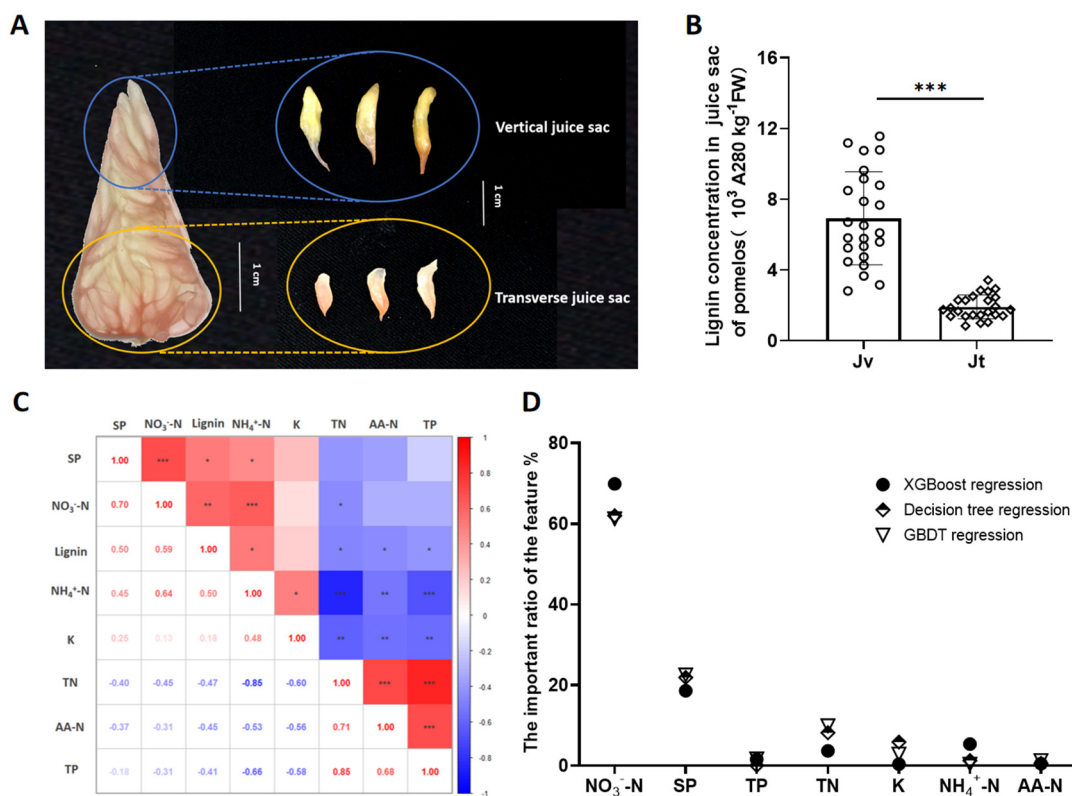 A
Vertical juice sac
1 cm
1 cm
Transverse juice sac
B
Lignin concentration in juice sac
of pomelos( 10³ A280 kg⁻¹FW)
16
12
8
4
0
***
Jv Jt
C
SP NO₃⁻-N Lignin NH₄⁺-N K TN AA-N TP
SP 1.00 *** * *
NO₃⁻-N 0.70 1.00 ** *** *
Lignin 0.50 0.59 1.00 * * * *
NH₄⁺-N 0.45 0.64 0.50 1.00 * *** ** ***
K 0.25 0.13 0.18 0.48 1.00 ** ** **
TN -0.40 -0.45 -0.47 -0.85 -0.60 1.00 *** ***
AA-N -0.37 -0.31 -0.45 -0.53 -0.56 0.71 1.00 ***
TP -0.18 -0.31 -0.41 -0.66 -0.58 0.85 0.68 1.00
1
0.8
0.6
0.4
0.2
0
-0.2
-0.4
-0.6
-0.8
-1
D
The important ratio of the feature %
80
60
40
20
0
XGBoost regression
Decision tree regression
GBDT regression
NO₃⁻-N SP TP TN K NH₄⁺-N AA-N